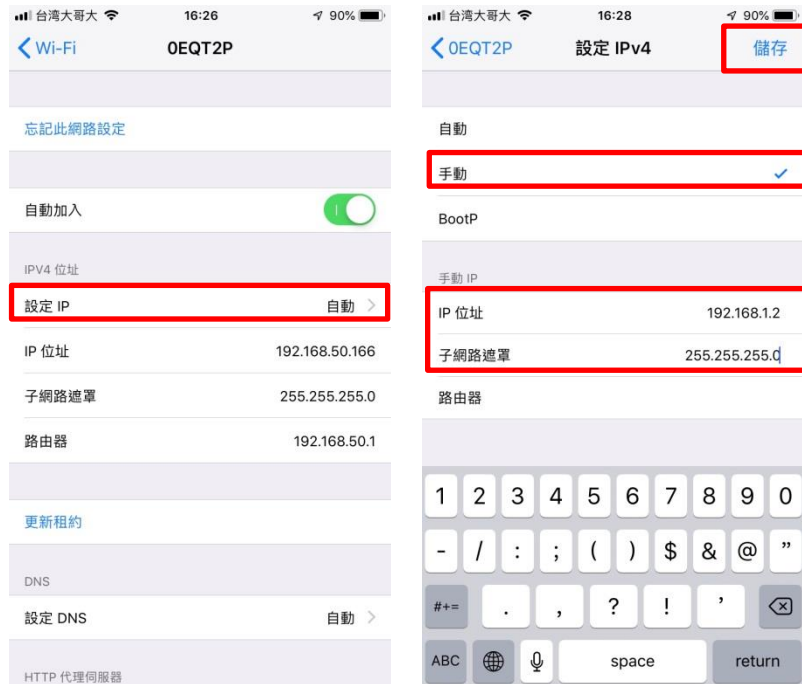 台湾大哥大 16:26 90%
Wi-Fi 0EQT2P
忘記此網路設定
自動加入
IPV4 位址
設定 IP 自動
IP 位址 192.168.50.166
子網路遮罩 255.255.255.0
路由器 192.168.50.1
更新租約
DNS
設定 DNS 自動
HTTP 代理伺服器
台湾大哥大 16:28 90%
0EQT2P 設定 IPv4 儲存
自動
手動
BootP
手動 IP
IP 位址 192.168.1.2
子網路遮罩 255.255.255.0
路由器
1 2 3 4 5 6 7 8 9 0
- / : ; ( ) $ & @ ”
#+= . , ? ! ’
ABC space return